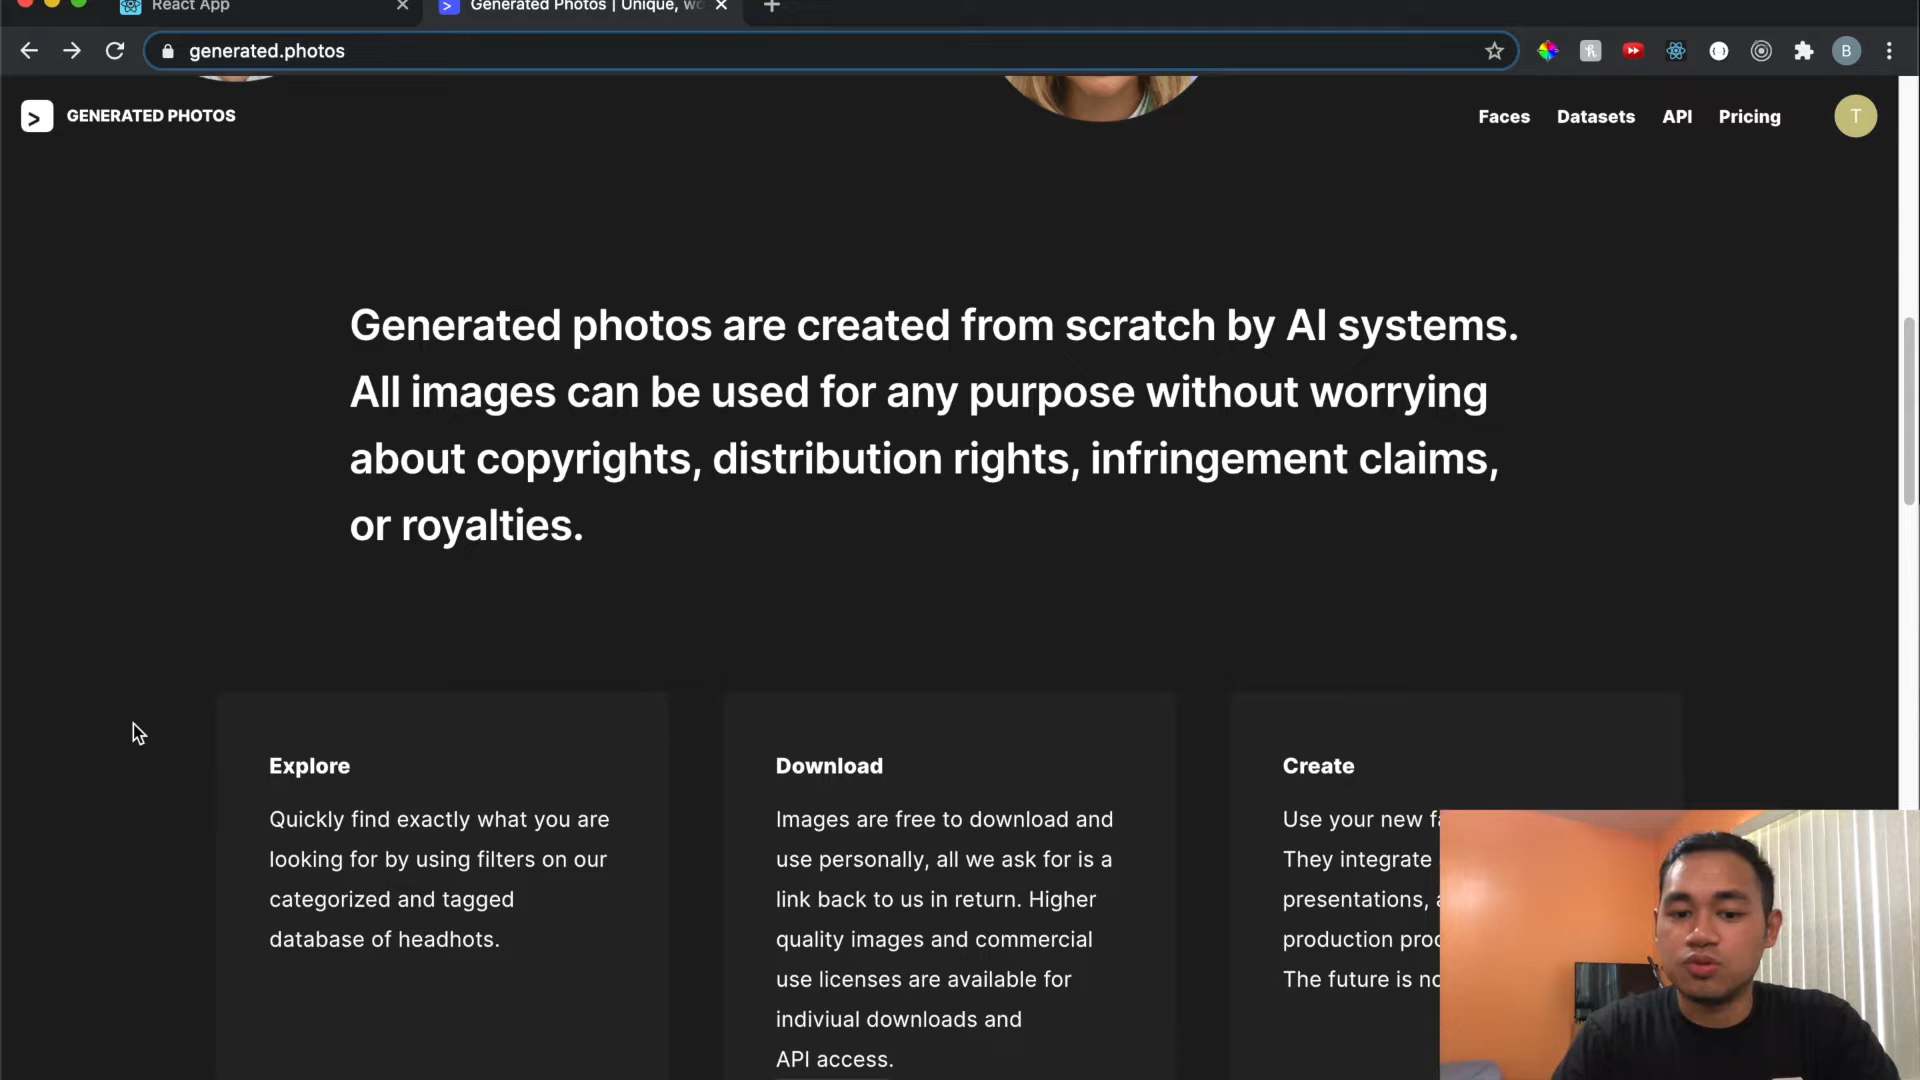 React App
Generated Photos | Unique, wo
generated.photos
B
GENERATED PHOTOS
Faces
Datasets
API
Pricing
T
Generated photos are created from scratch by AI systems.
All images can be used for any purpose without worrying
about copyrights, distribution rights, infringement claims,
or royalties.
Explore
Quickly find exactly what you are
looking for by using filters on our
categorized and tagged
database of headhots.
Download
Images are free to download and
use personally, all we ask for is a
link back to us in return. Higher
quality images and commercial
use licenses are available for
indiviual downloads and
API access.
Create
Use your new
They integrate
presentations,
production
The future is